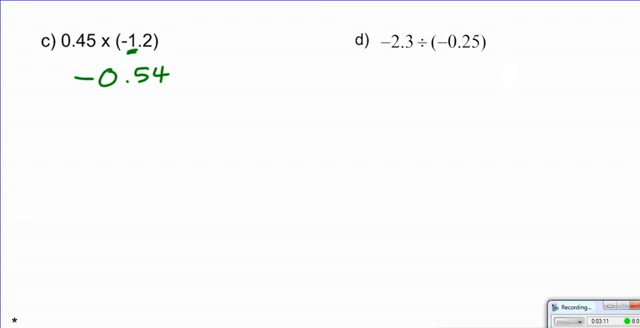 c) 0.45 x (-1.2)
-0.54
d) −2.3 ÷ (−0.25)
*
Recording...
0:03:11